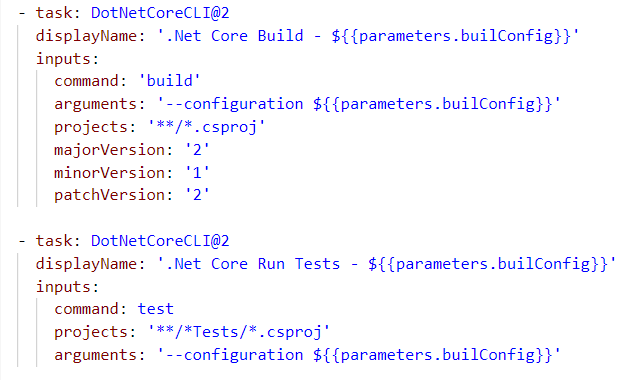 - task: DotNetCoreCLI@2
displayName: '.Net Core Build - ${{parameters.builConfig}}'
inputs:
command: 'build'
arguments: '--configuration ${{parameters.builConfig}}'
projects: '**/*.csproj'
majorVersion: '2'
minorVersion: '1'
patchVersion: '2'
- task: DotNetCoreCLI@2
displayName: '.Net Core Run Tests - ${{parameters.builConfig}}'
inputs:
command: test
projects: '**/*Tests/*.csproj'
arguments: '--configuration ${{parameters.builConfig}}'